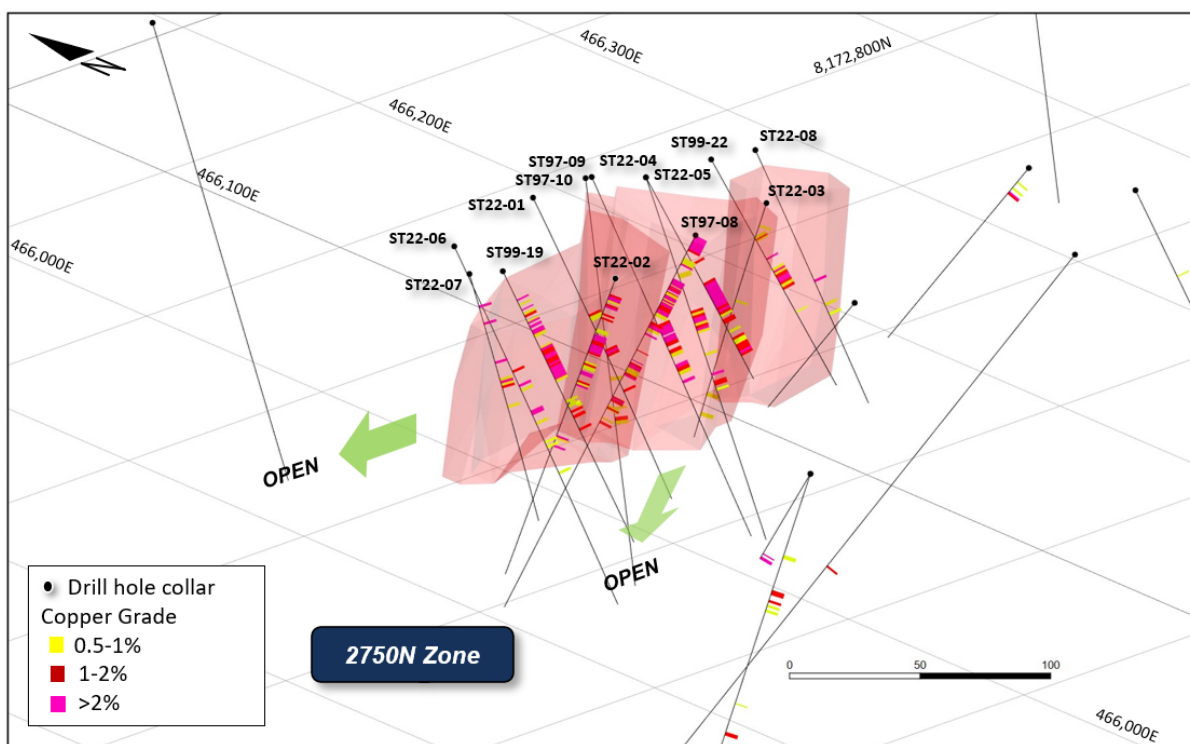 N
466,300E
8,172,800N
466,200E
466,100E
466,000E
ST22-08
ST99-22
ST97-09
ST22-04
ST97-10
ST22-05
ST22-01
ST22-03
ST97-08
ST22-06
ST99-19
ST22-02
ST22-07
OPEN
OPEN
Drill hole collar
Copper Grade
0.5-1%
1-2%
>2%
2750N Zone
0 50 100
466,000E